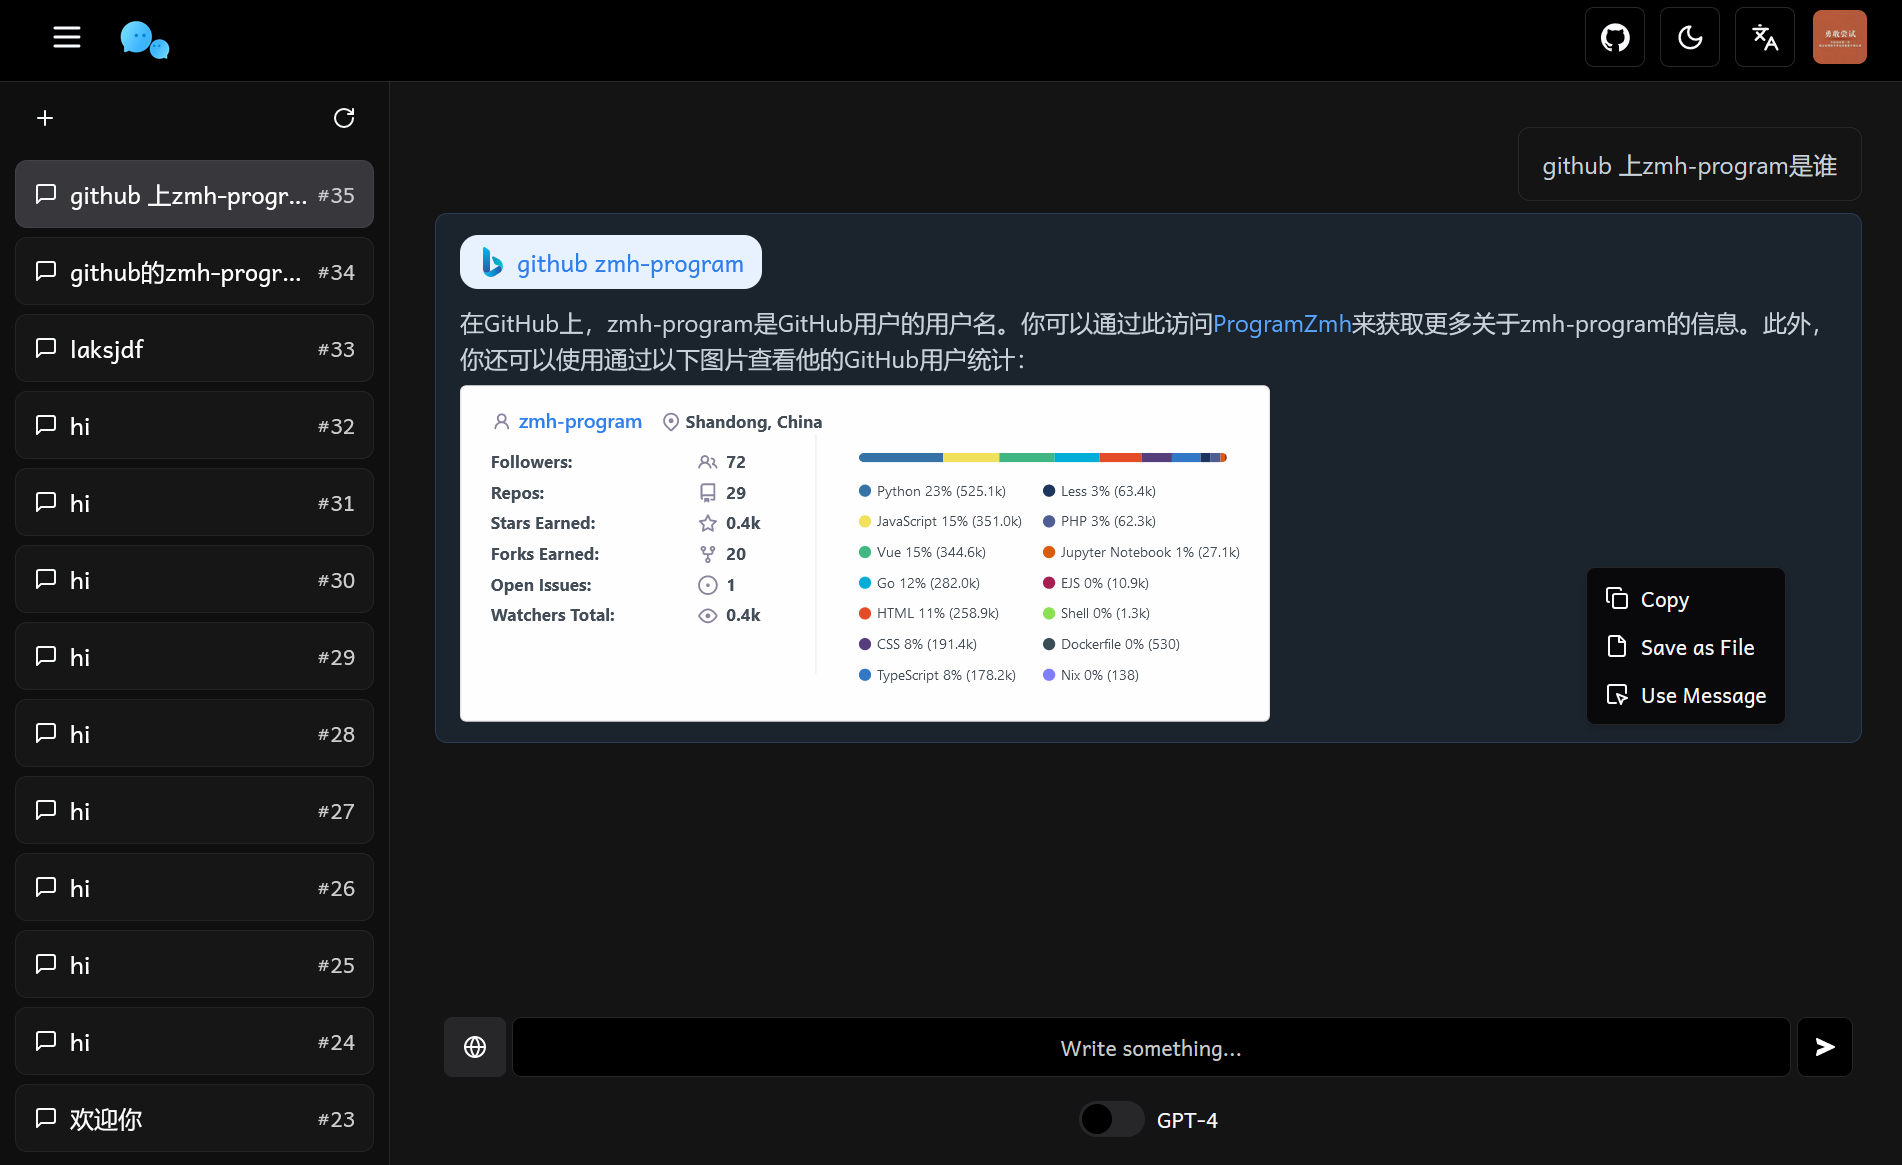 勇敢尝试
github 上zmh-progr... #35
github的zmh-progr... #34
laksjdf #33
hi #32
hi #31
hi #30
hi #29
hi #28
hi #27
hi #26
hi #25
hi #24
欢迎你 #23
github 上zmh-program是谁
github zmh-program
在GitHub上，zmh-program是GitHub用户的用户名。你可以通过此访问ProgramZmh来获取更多关于zmh-program的信息。此外，
你还可以使用通过以下图片查看他的GitHub用户统计：
zmh-program Shandong, China
Followers: 72
Repos: 29
Stars Earned: 0.4k
Forks Earned: 20
Open Issues: 1
Watchers Total: 0.4k
Python 23% (525.1k)
JavaScript 15% (351.0k)
Vue 15% (344.6k)
Go 12% (282.0k)
HTML 11% (258.9k)
CSS 8% (191.4k)
TypeScript 8% (178.2k)
Less 3% (63.4k)
PHP 3% (62.3k)
Jupyter Notebook 1% (27.1k)
EJS 0% (10.9k)
Shell 0% (1.3k)
Dockerfile 0% (530)
Nix 0% (138)
Copy
Save as File
Use Message
Write something...
GPT-4